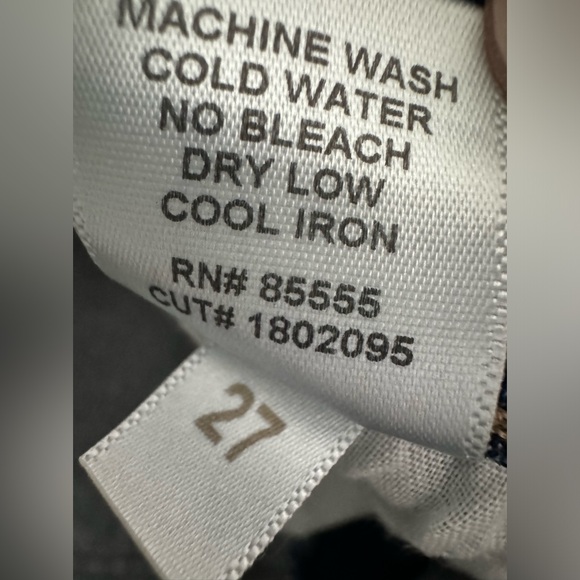 MACHINE WASH
COLD WATER
NO BLEACH
DRY LOW
COOL IRON
RN# 85555
CUT# 1802095
27